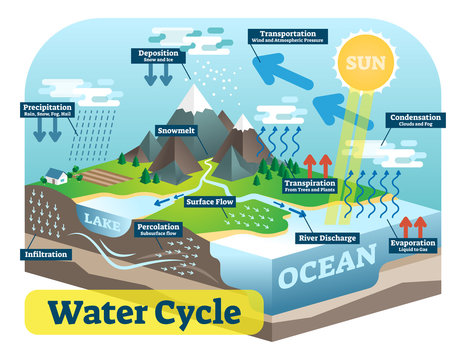 Transportation
Wind and Atmospheric Pressure
Deposition
Snow and Ice
SUN
Precipitation
Rain, Snow, Fog, Hail
Condensation
Clouds and Fog
Snowmelt
Transpiration
From Trees and Plants
Surface Flow
LAKE
Percolation
Subsurface flow
River Discharge
Evaporation
Liquid to Gas
Infiltration
OCEAN
Water Cycle